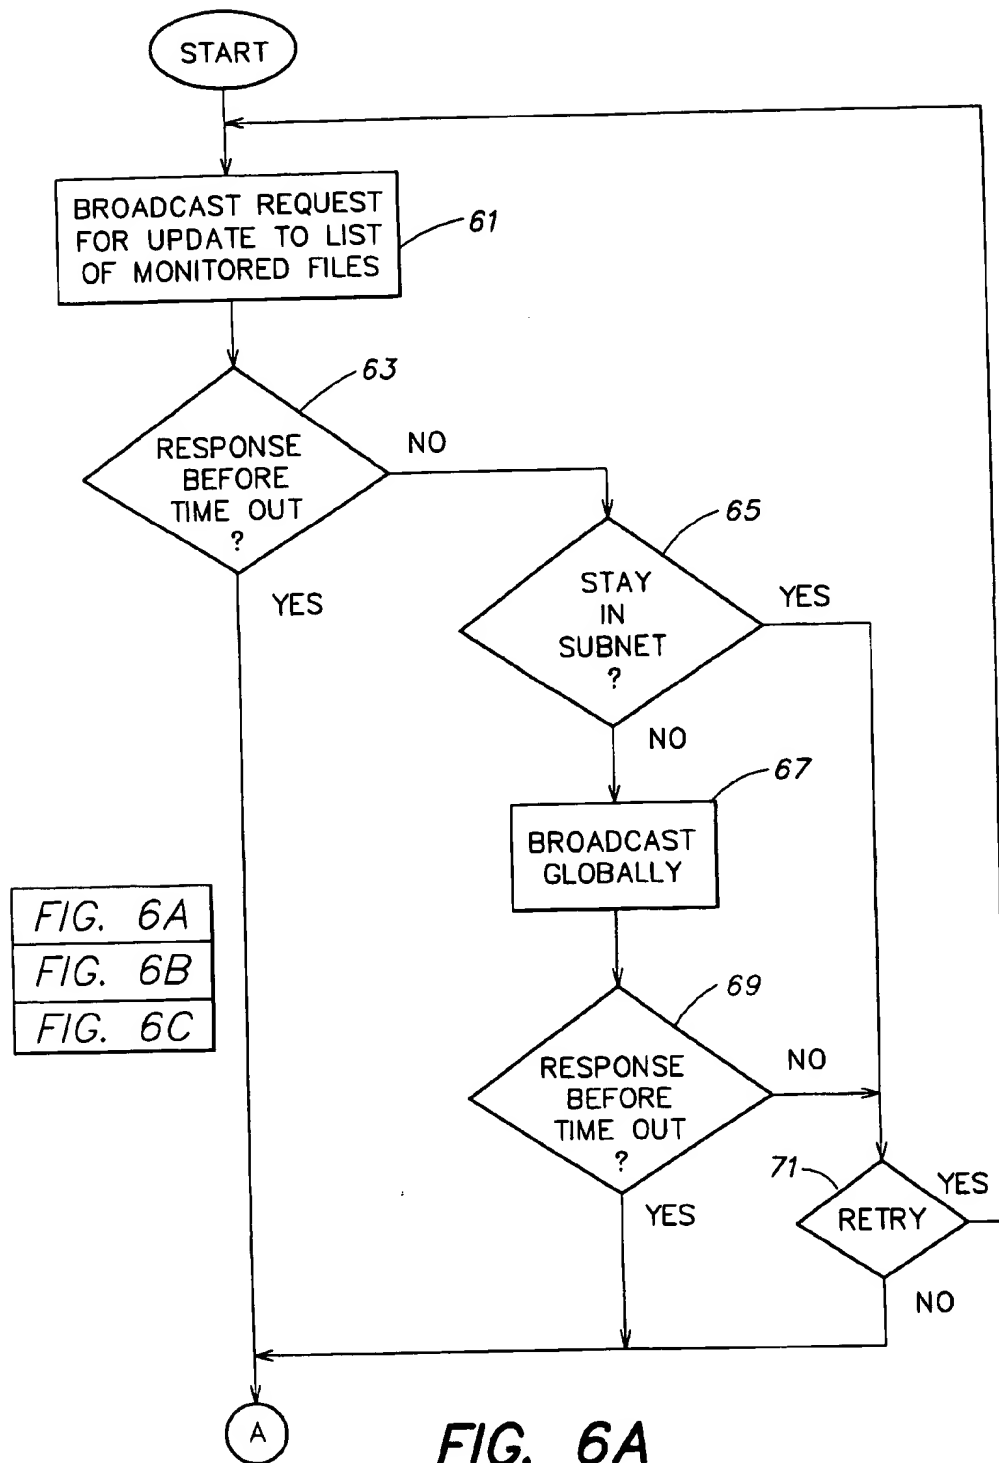 START
BROADCAST REQUEST
FOR UPDATE TO LIST
OF MONITORED FILES
61
63
RESPONSE
BEFORE
TIME OUT
?
NO
YES
65
STAY
IN
SUBNET
?
YES
NO
67
BROADCAST
GLOBALLY
FIG. 6A
FIG. 6B
FIG. 6C
69
RESPONSE
BEFORE
TIME OUT
?
NO
YES
71
RETRY
YES
NO
A
FIG. 6A